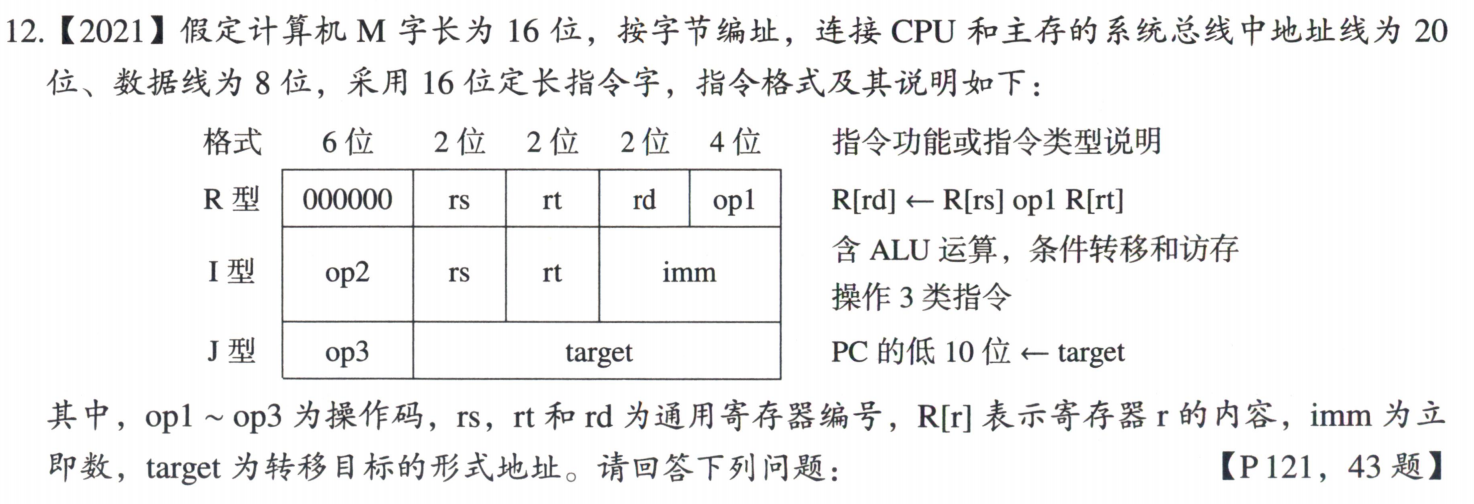 12.【2021】假定计算机 M 字长为 16 位，按字节编址，连接 CPU 和主存的系统总线中地址线为 20
位、数据线为 8 位，采用 16 位定长指令字，指令格式及其说明如下：
格式 6 位 2 位 2 位 2 位 4 位 指令功能或指令类型说明
R 型 000000 rs rt rd op1 R[rd] ← R[rs] op1 R[rt]
I 型 op2 rs rt imm 含 ALU 运算，条件转移和访存
操作 3 类指令
J 型 op3 target PC 的低 10 位 ← target
其中，op1 ~ op3 为操作码，rs，rt 和 rd 为通用寄存器编号，R[r] 表示寄存器 r 的内容，imm 为立
即数，target 为转移目标的形式地址。请回答下列问题： 【P 121，43 题】